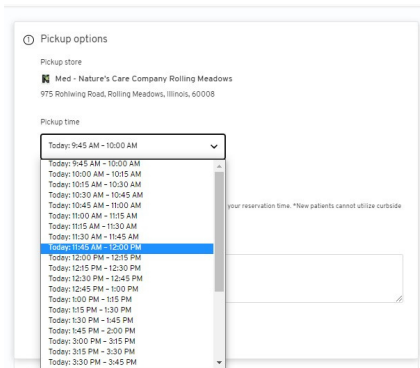 Pickup options
Pickup store
Med - Nature's Care Company Rolling Meadows
975 Rohlwing Road, Rolling Meadows, Illinois, 60008
Pickup time
Today: 9:45 AM – 10:00 AM
Today: 9:45 AM – 10:00 AM
Today: 10:00 AM – 10:15 AM
Today: 10:15 AM – 10:30 AM
Today: 10:30 AM – 10:45 AM
Today: 10:45 AM – 11:00 AM
your reservation time. *New patients cannot utilize curbside
Today: 11:00 AM – 11:15 AM
Today: 11:15 AM – 11:30 AM
Today: 11:30 AM – 11:45 AM
Today: 11:45 AM – 12:00 PM
Today: 12:00 PM – 12:15 PM
Today: 12:15 PM – 12:30 PM
Today: 12:30 PM – 12:45 PM
Today: 12:45 PM – 1:00 PM
Today: 1:00 PM – 1:15 PM
Today: 1:15 PM – 1:30 PM
Today: 1:30 PM – 1:45 PM
Today: 1:45 PM – 2:00 PM
Today: 3:00 PM – 3:15 PM
Today: 3:15 PM – 3:30 PM
Today: 3:30 PM – 3:45 PM